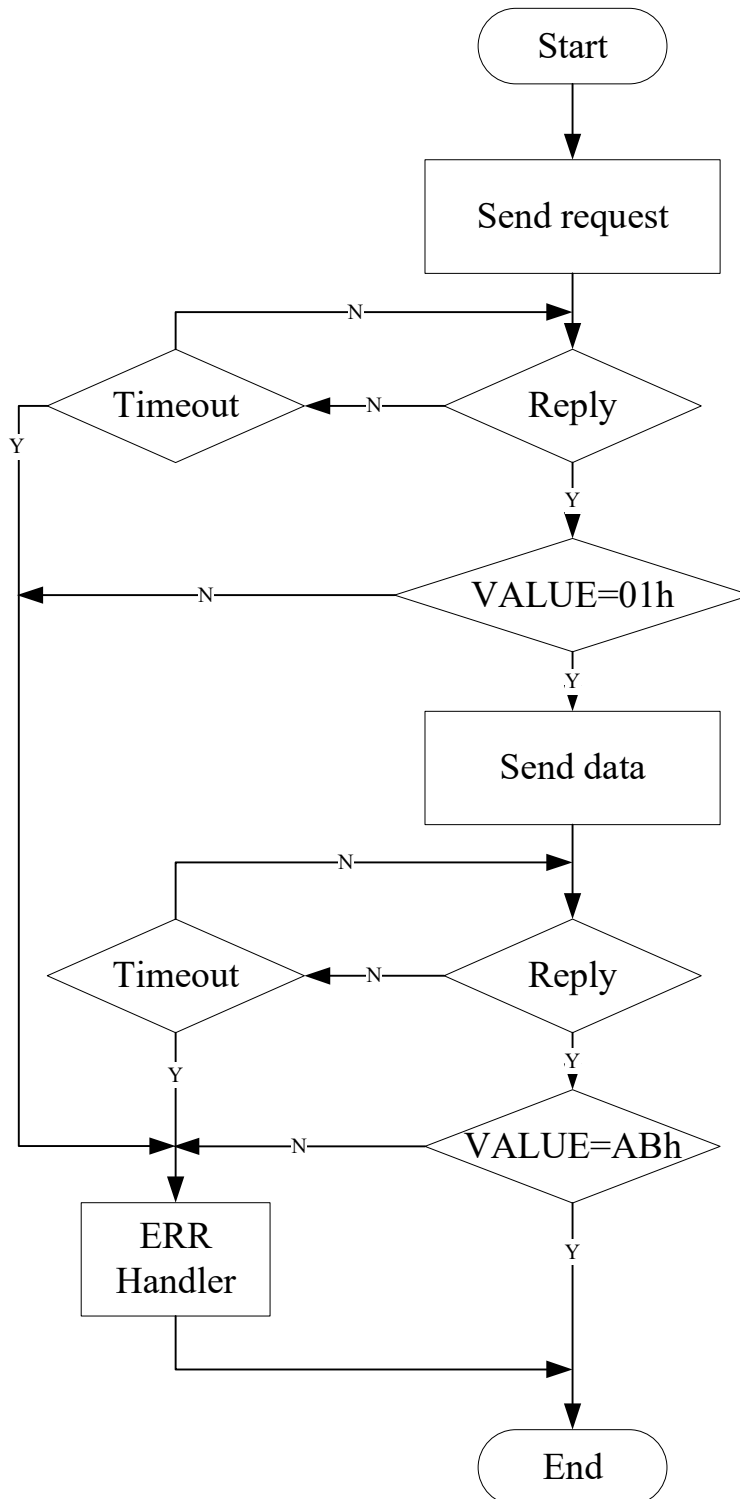 Start
Send request
N
Timeout
N
Reply
Y
Y
N
VALUE=01h
Y
Send data
N
Timeout
N
Reply
Y
Y
N
VALUE=ABh
ERR
Handler
Y
End